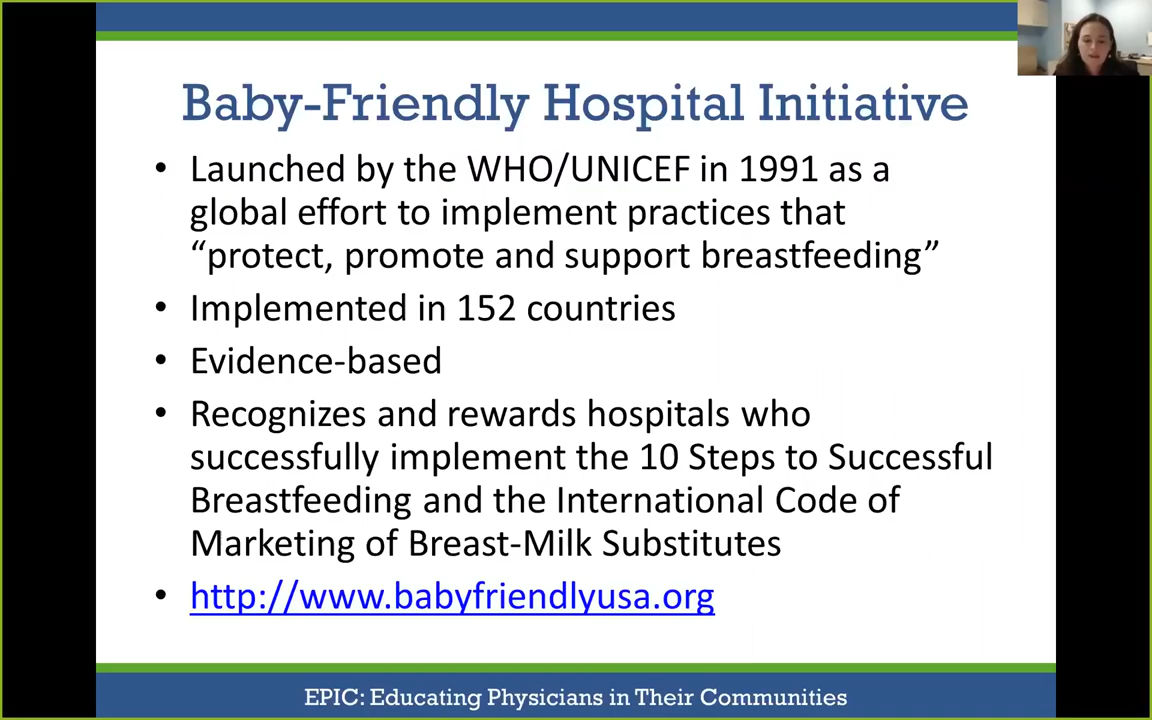 Baby-Friendly Hospital Initiative
• Launched by the WHO/UNICEF in 1991 as a
global effort to implement practices that
“protect, promote and support breastfeeding”
• Implemented in 152 countries
• Evidence-based
• Recognizes and rewards hospitals who
successfully implement the 10 Steps to Successful
Breastfeeding and the International Code of
Marketing of Breast-Milk Substitutes
• http://www.babyfriendlyusa.org
EPIC: Educating Physicians in Their Communities